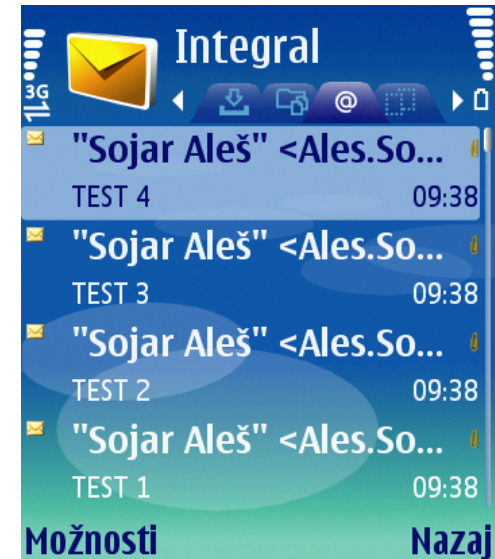 Integral
3G
@
"Sojar Aleš" <Ales.So...
TEST 4 09:38
"Sojar Aleš" <Ales.So...
TEST 3 09:38
"Sojar Aleš" <Ales.So...
TEST 2 09:38
"Sojar Aleš" <Ales.So...
TEST 1 09:38
Možnosti Nazaj